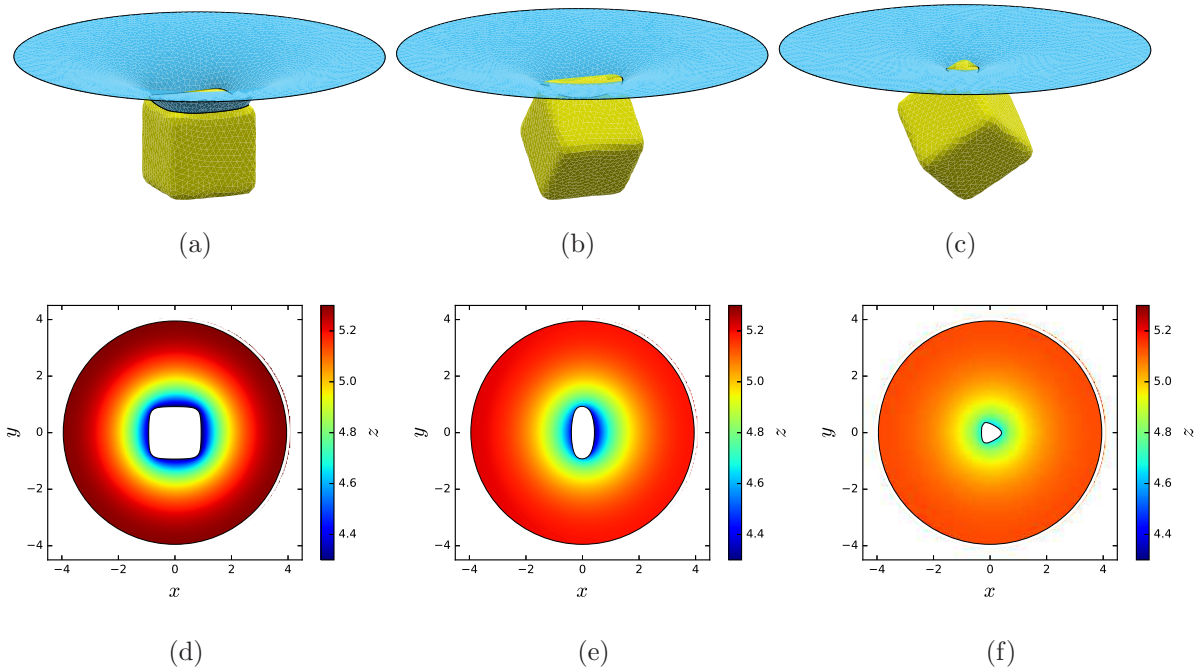 (a) (b) (c)
4 4 4
5.2 5.2 5.2
2 2 2
5.0 5.0 5.0
y 0 4.8 z y 0 4.8 z y 0 4.8 z
−2 −2 −2
4.6 4.6 4.6
−4 4.4 −4 4.4 −4 4.4
−4 −2 0 2 4 −4 −2 0 2 4 −4 −2 0 2 4
x x x
(d) (e) (f)